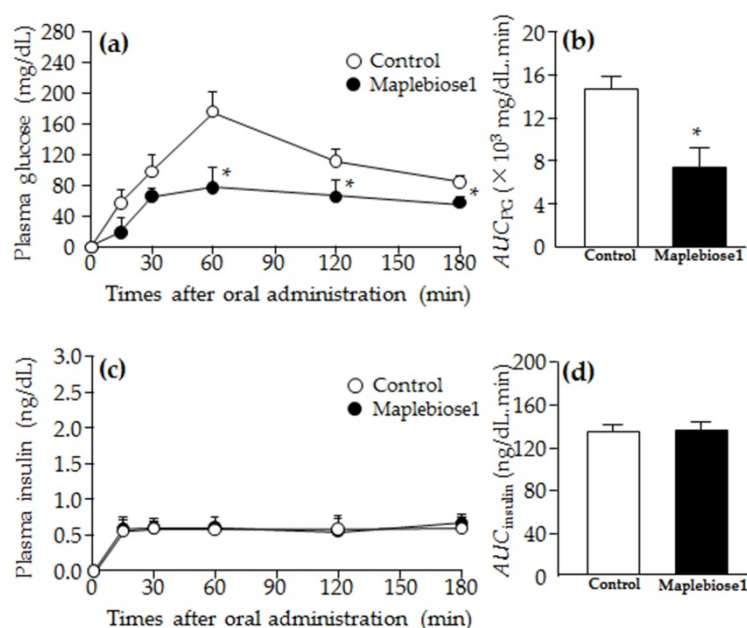 (a)
Plasma glucose (mg/dL)
280
240
200
160
120
80
40
0
Control
Maplebiose1
*
*
*
0 30 60 90 120 150 180
Times after oral administration (min)
(b)
AUCPG (×10³ mg/dL.min)
20
16
12
8
4
0
*
Control Maplebiose1
(c)
Plasma insulin (ng/dL)
3.0
2.5
2.0
1.5
1.0
0.5
0.0
Control
Maplebiose1
0 30 60 90 120 150 180
Times after oral administration (min)
(d)
AUCinsulin (ng/dL.min)
200
160
120
80
40
0
Control Maplebiose1